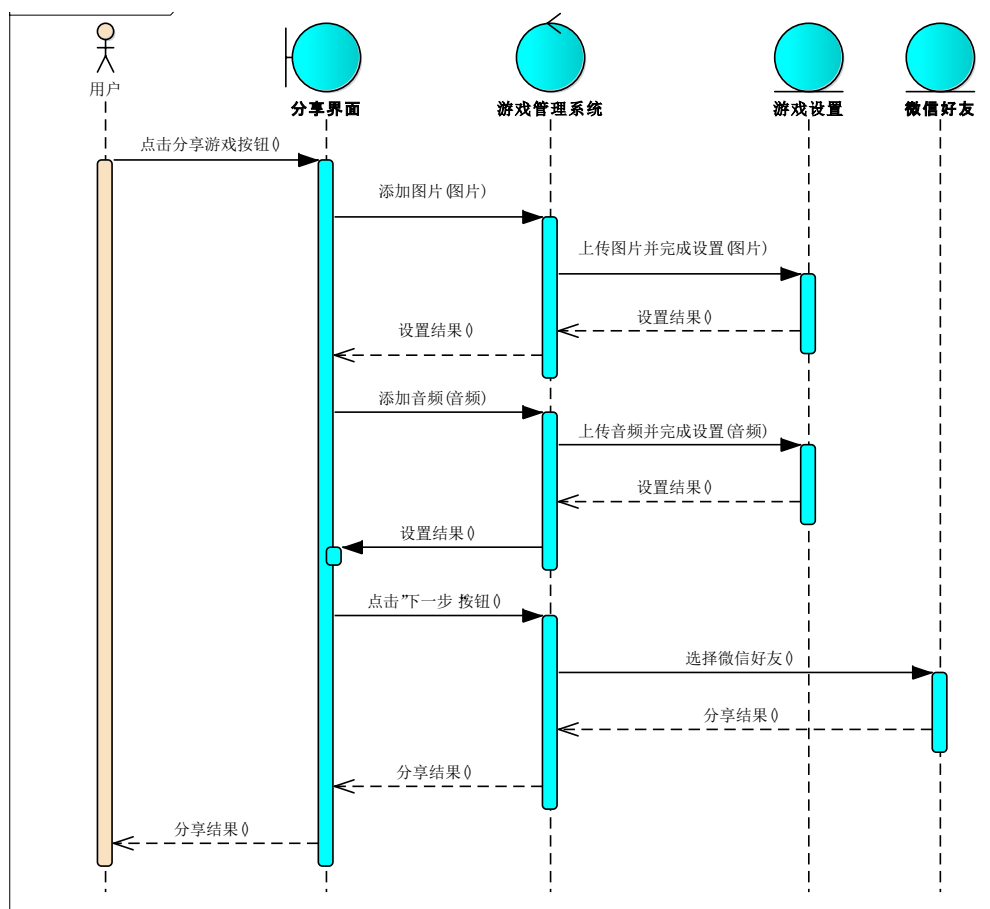 用户
分享界面
游戏管理系统
游戏设置
微信好友
点击分享游戏按钮()
添加图片(图片)
上传图片并完成设置(图片)
设置结果()
设置结果()
添加音频(音频)
上传音频并完成设置(音频)
设置结果()
设置结果()
点击”下一步”按钮()
选择微信好友()
分享结果()
分享结果()
分享结果()